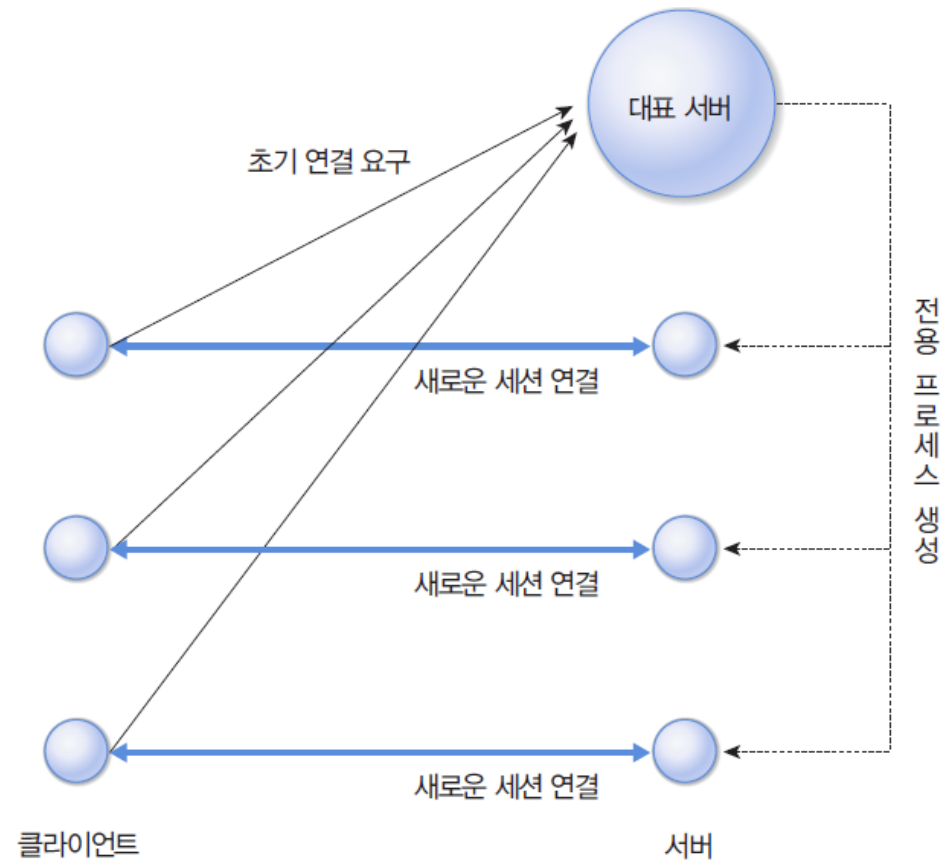 대표 서버
초기 연결 요구
전용 프로세스 생성
새로운 세션 연결
새로운 세션 연결
새로운 세션 연결
클라이언트
서버